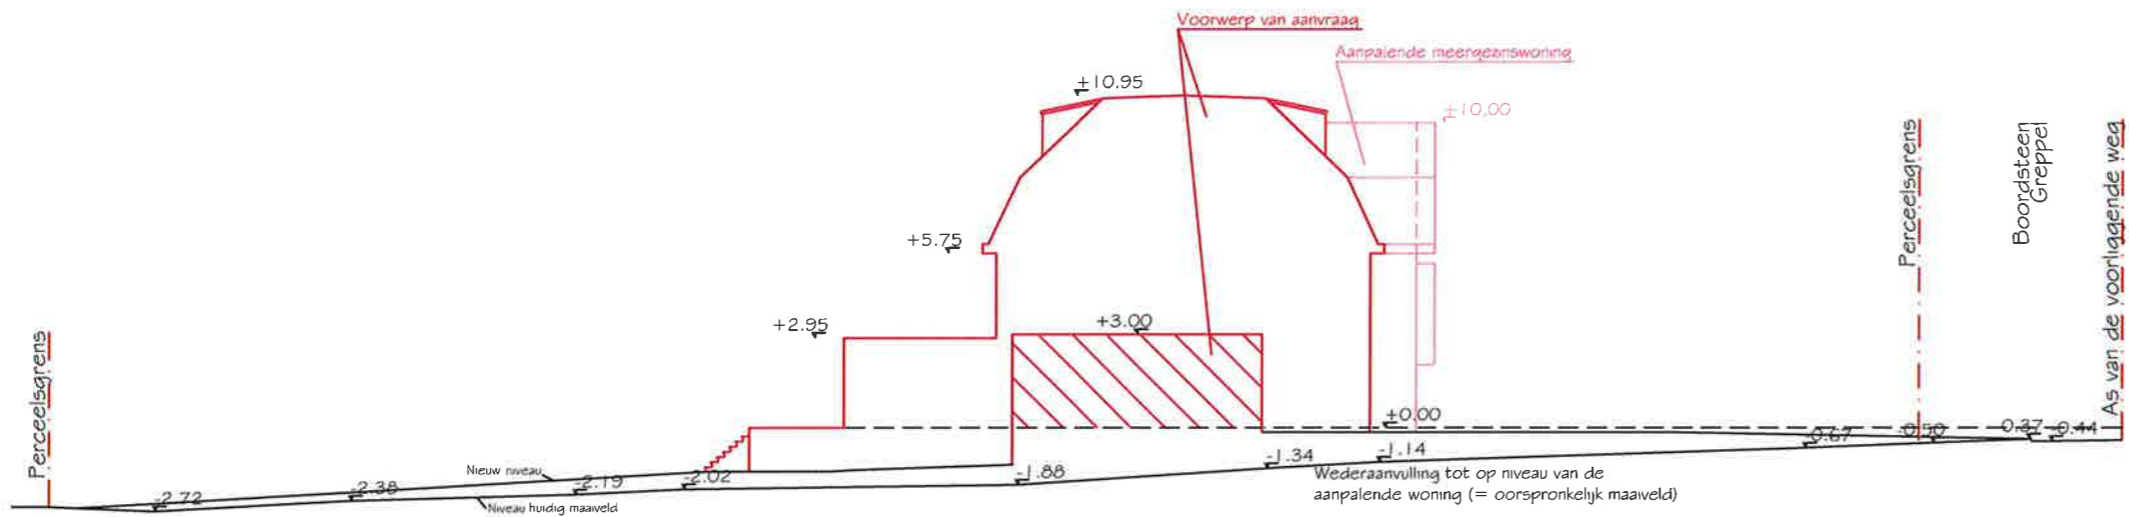 Voorwerp van aanvraag
Aanpalende meergezinswoning
±10.95
±10,00
Perceelsgrens
Boordsteen
Greppel
As van de voorliggende weg
+5.75
+2.95
+3.00
Perceelsgrens
±0.00
-0.67
-0.50
0.37
-0.44
Nieuw niveau
-2.72
-2.38
-2.19
-2.02
-1.88
-1.34
-1.14
Niveau huidig maaiveld
Wederaanvulling tot op niveau van de
aanpalende woning (= oorspronkelijk maaiveld)